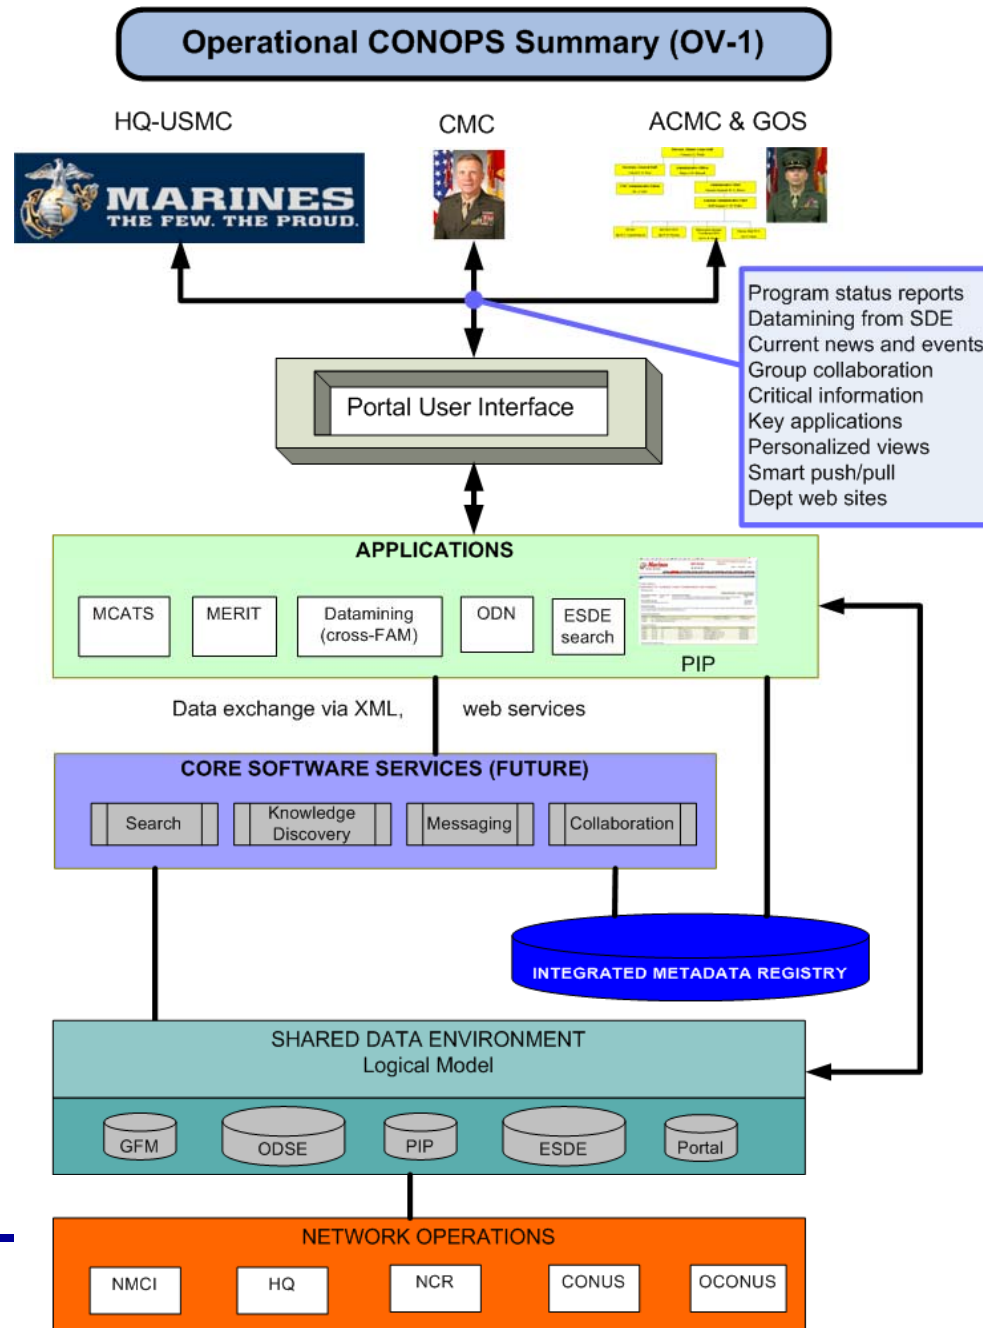 Operational CONOPS Summary (OV-1)
HQ-USMC
CMC
ACMC & GOS
MARINES
THE FEW. THE PROUD.
Program status reports
Datamining from SDE
Current news and events
Group collaboration
Critical information
Key applications
Personalized views
Smart push/pull
Dept web sites
Portal User Interface
APPLICATIONS
MCATS
MERIT
Datamining
(cross-FAM)
ODN
ESDE
search
PIP
Data exchange via XML, web services
CORE SOFTWARE SERVICES (FUTURE)
Search
Knowledge
Discovery
Messaging
Collaboration
INTEGRATED METADATA REGISTRY
SHARED DATA ENVIRONMENT
Logical Model
GFM
ODSE
PIP
ESDE
Portal
NETWORK OPERATIONS
NMCI
HQ
NCR
CONUS
OCONUS